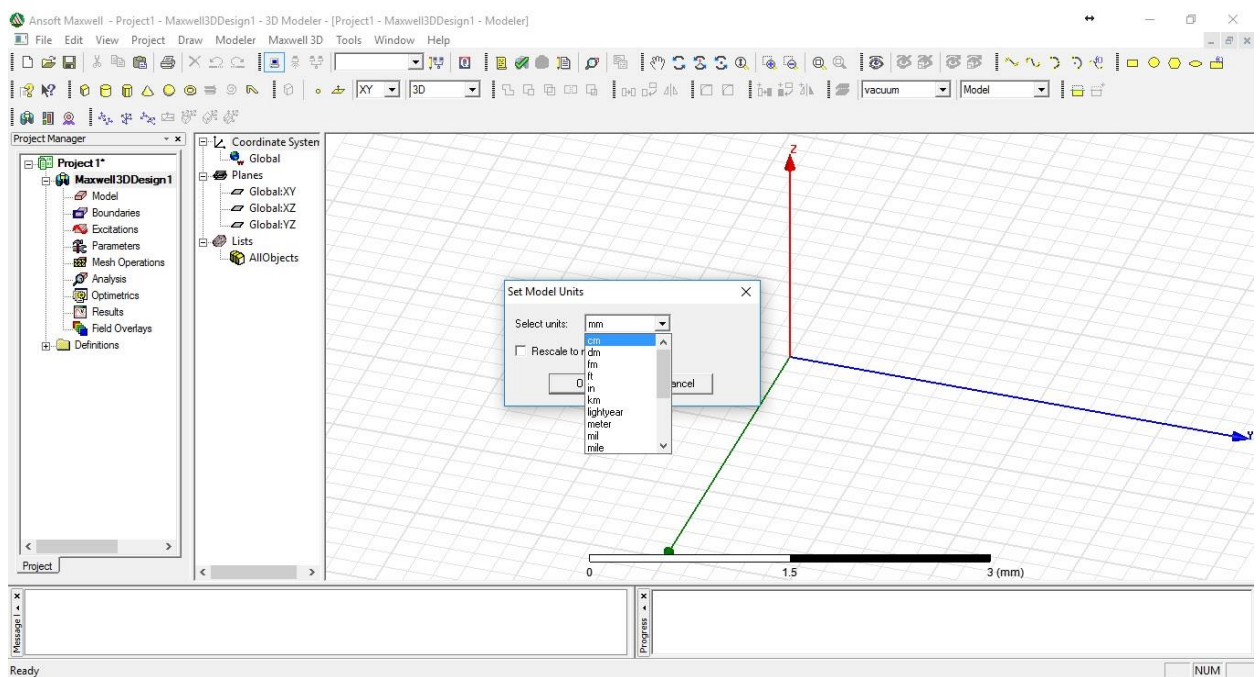 Ansoft Maxwell - Project1 - Maxwell3DDesign1 - 3D Modeler - [Project1 - Maxwell3DDesign1 - Modeler]
File Edit View Project Draw Modeler Maxwell 3D Tools Window Help
XY 3D vacuum Model
Project Manager
Project1*
Maxwell3DDesign1
Model
Boundaries
Excitations
Parameters
Mesh Operations
Analysis
Optimetrics
Results
Field Overlays
Definitions
Project
Coordinate System
Global
Planes
Global:XY
Global:XZ
Global:YZ
Lists
AllObjects
Z
Y
Set Model Units
Select units: mm
Rescale to
cm
dm
fm
ft
in
km
lightyear
meter
mil
mile
0 1.5 3 (mm)
Message
Progress
Ready NUM